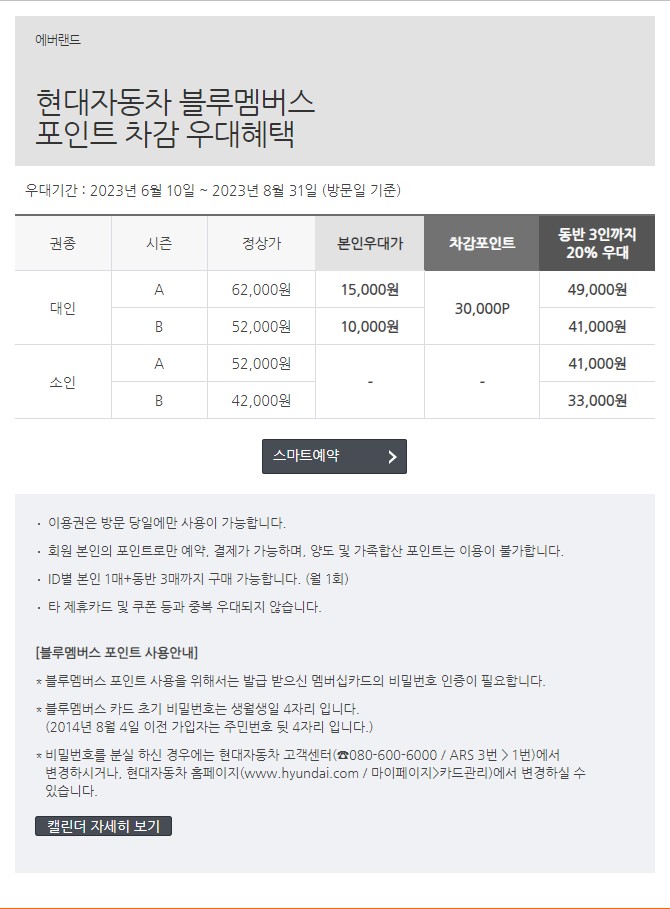 에버랜드
현대자동차 블루멤버스
포인트 차감 우대혜택
우대기간 : 2023년 6월 10일 ~ 2023년 8월 31일 (방문일 기준)
권종 시즌 정상가 본인우대가 차감포인트 동반 3인까지
20% 우대
대인 A 62,000원 15,000원 30,000P 49,000원
B 52,000원 10,000원 41,000원
소인 A 52,000원 - - 41,000원
B 42,000원 33,000원
스마트예약 >
· 이용권은 방문 당일에만 사용이 가능합니다.
· 회원 본인의 포인트로만 예약, 결제가 가능하며, 양도 및 가족합산 포인트는 이용이 불가합니다.
· ID별 본인 1매+동반 3매까지 구매 가능합니다. (월 1회)
· 타 제휴카드 및 쿠폰 등과 중복 우대되지 않습니다.
[블루멤버스 포인트 사용안내]
* 블루멤버스 포인트 사용을 위해서는 발급 받으신 멤버십카드의 비밀번호 인증이 필요합니다.
* 블루멤버스 카드 초기 비밀번호는 생월생일 4자리 입니다.
(2014년 8월 4일 이전 가입자는 주민번호 뒷 4자리 입니다.)
* 비밀번호를 분실 하신 경우에는 현대자동차 고객센터(☎080-600-6000 / ARS 3번 > 1번)에서
변경하시거나, 현대자동차 홈페이지(www.hyundai.com / 마이페이지>카드관리)에서 변경하실 수
있습니다.
캘린더 자세히 보기